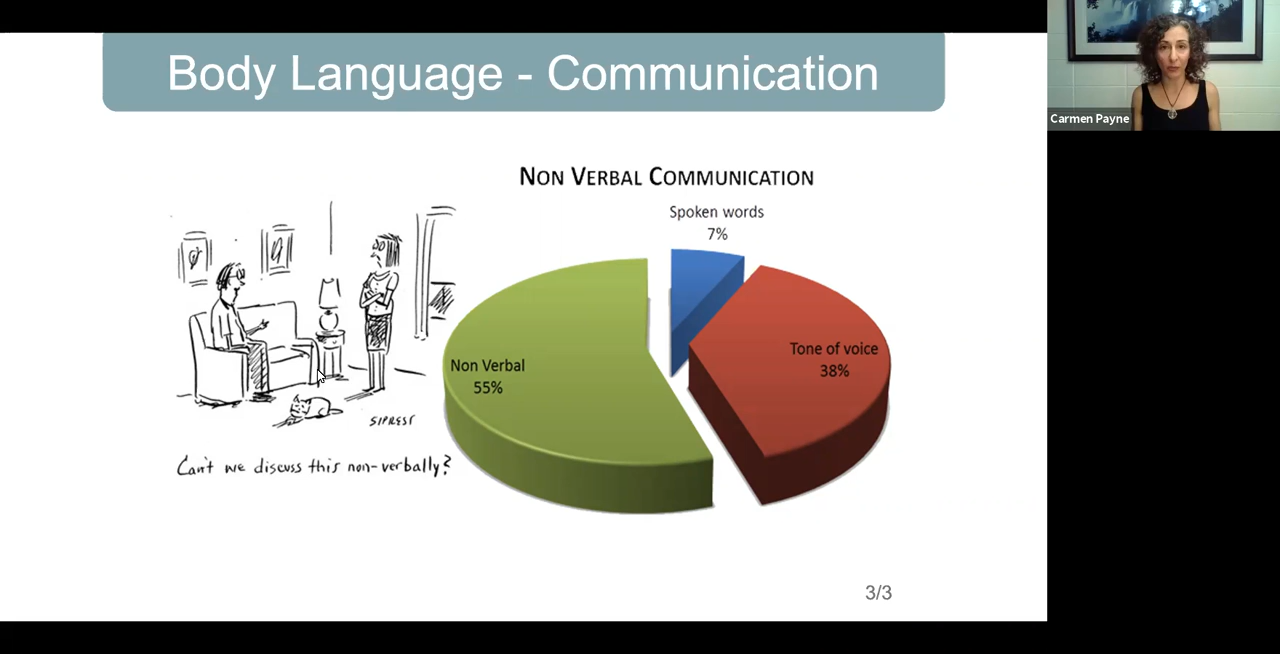 Body Language - Communication
Carmen Payne
NON VERBAL COMMUNICATION
Spoken words
7%
Tone of voice
38%
Non Verbal
55%
SIPRESS
Can't we discuss this non-verbally?
3/3